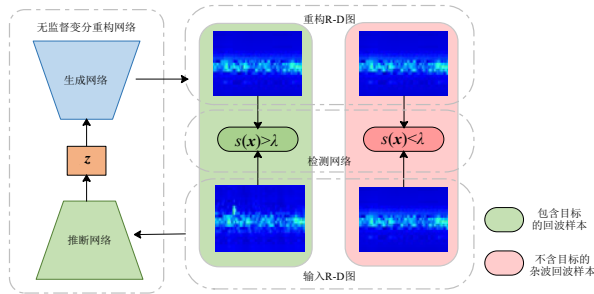 无监督变分重构网络
生成网络
z
推断网络
重构R-D图
s(x)>λ
s(x)<λ
检测网络
输入R-D图
包含目标
的回波样本
不含目标的
杂波回波样本